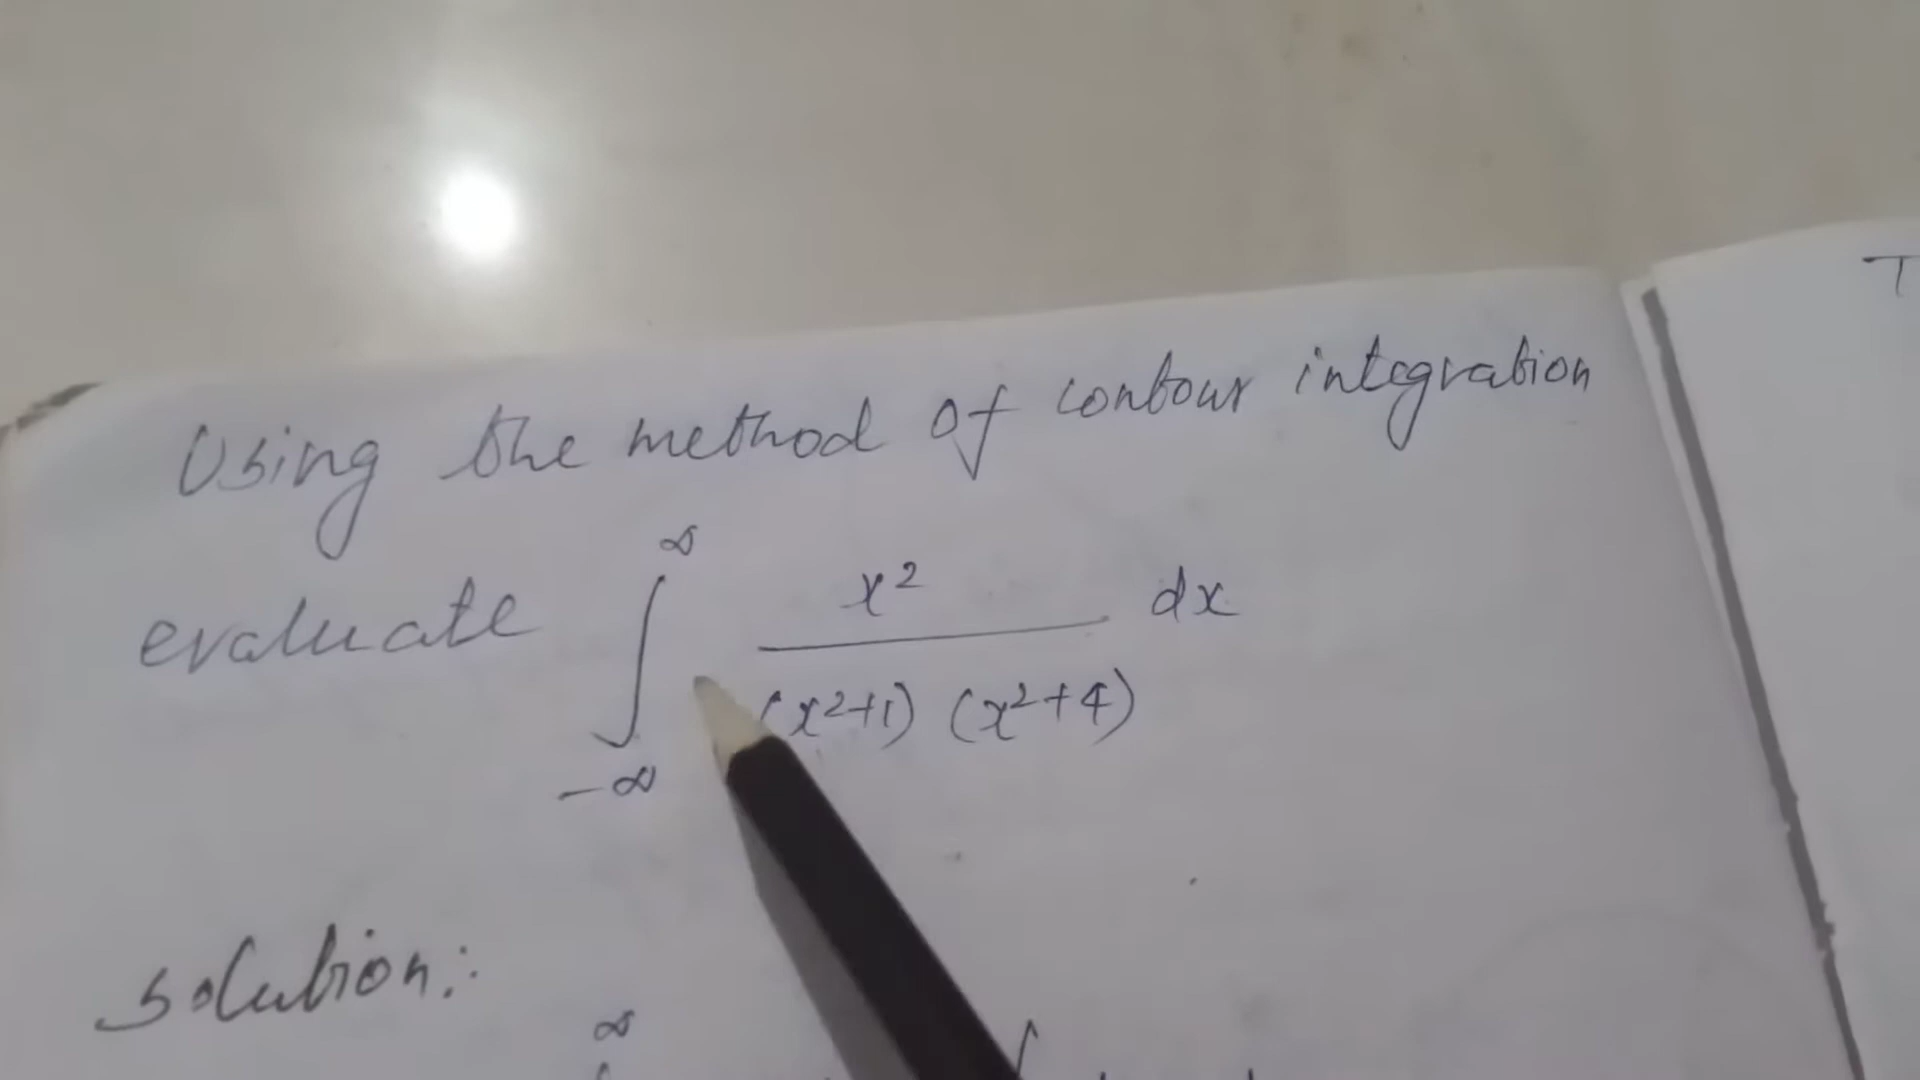 Using the method of contour integration
evaluate ∫_{-∞}^{∞} x²/((x²+1)(x²+4)) dx
solution:
∞
T